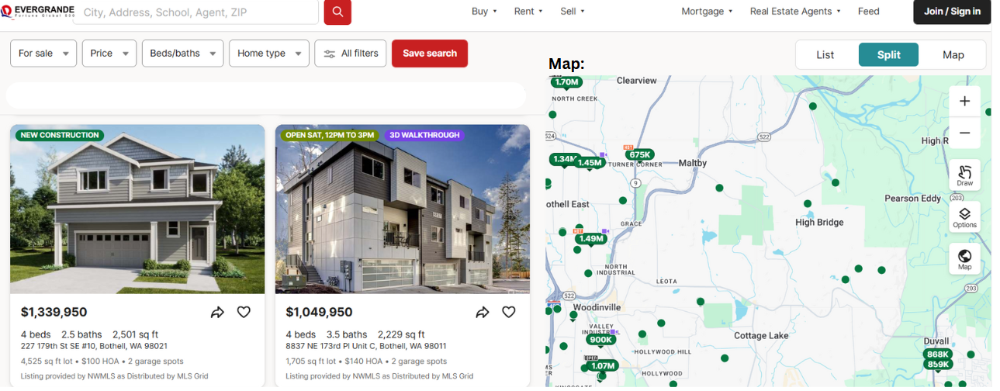 EVERGRANDE
Fortune Global 500
City, Address, School, Agent, ZIP
Buy
Rent
Sell
Mortgage
Real Estate Agents
Feed
Join / Sign in
For sale
Price
Beds/baths
Home type
All filters
Save search
Map:
List
Split
Map
NEW CONSTRUCTION
$1,339,950
4 beds 2.5 baths 2,501 sq ft
227 179th St SE #10, Bothell, WA 98021
4,525 sq ft lot • $100 HOA • 2 garage spots
Listing provided by NWMLS as Distributed by MLS Grid
OPEN SAT, 12PM TO 3PM
3D WALKTHROUGH
$1,049,950
4 beds 3.5 baths 2,229 sq ft
8837 NE 173rd Pl Unit C, Bothell, WA 98011
1,705 sq ft lot • $140 HOA • 2 garage spots
Listing provided by NWMLS as Distributed by MLS Grid
1.70M
Clearview
NORTH CREEK
524
522
High R
675K
1.34M
1.45M
TURNER CORNER
Maltby
9
othell East
Pearson Eddy
203
GRACE
High Bridge
1.49M
NORTH
INDUSTRIAL
LEOTA
522
203
Woodinville
VALLEY
INDUSTRIAL
900K
Cottage Lake
Duvall
HOLLYWOOD HILL
868K
859K
1.07M
HOLLYWOOD
Draw
Options
Map